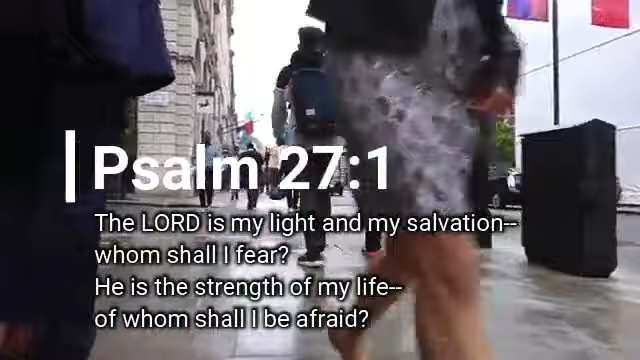 Psalm 27:1
The LORD is my light and my salvation--
whom shall I fear?
He is the strength of my life--
of whom shall I be afraid?